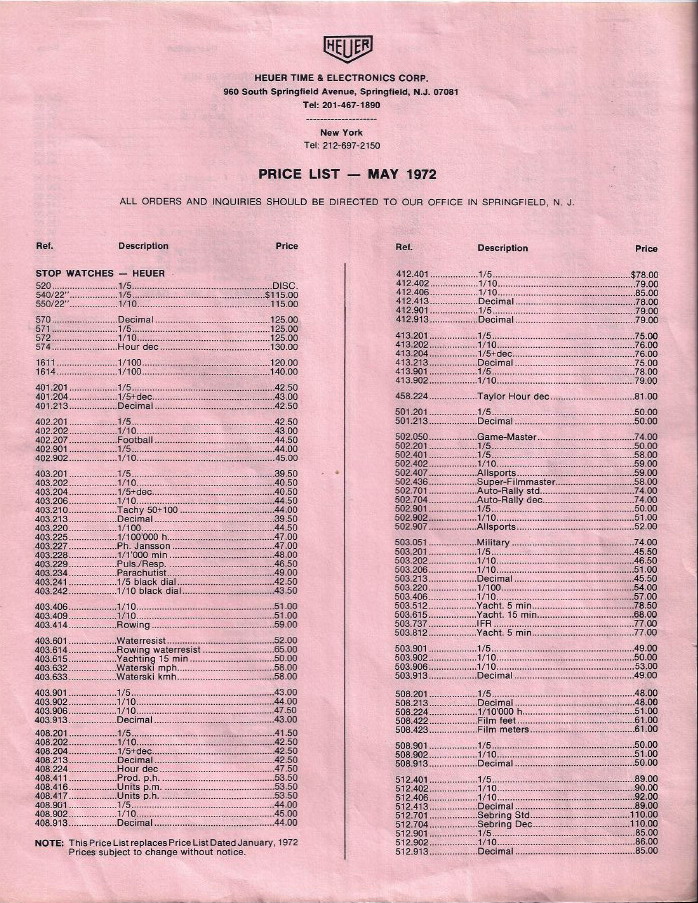 HEUER
HEUER TIME & ELECTRONICS CORP.
960 South Springfield Avenue, Springfield, N.J. 07081
Tel: 201-467-1890
--------------------
New York
Tel: 212-697-2150
PRICE LIST — MAY 1972
ALL ORDERS AND INQUIRIES SHOULD BE DIRECTED TO OUR OFFICE IN SPRINGFIELD, N. J.
Ref. Description Price
STOP WATCHES — HEUER
520 1/5 DISC.
540/22" 1/5 $115.00
550/22" 1/10 115.00
570 Decimal 125.00
571 1/5 125.00
572 1/10 125.00
574 Hour dec 130.00
1611 1/100 120.00
1614 1/100 140.00
401.201 1/5 42.50
401.204 1/5+dec. 43.00
401.213 Decimal 42.50
402.201 1/5 42.50
402.202 1/10 43.00
402.207 Football 44.50
402.901 1/5 44.00
402.902 1/10 45.00
403.201 1/5 39.50
403.202 1/10 40.50
403.204 1/5+dec. 40.50
403.206 1/10 44.50
403.210 Tachy 50÷100 44.00
403.213 Decimal 39.50
403.220 1/100 44.50
403.225 1/100'000 h. 47.00
403.227 Ph. Jansson 47.00
403.228 1/1'000 min 48.00
403.229 Puls/Resp. 46.50
403.234 Parachutist 49.00
403.241 1/5 black dial 42.50
403.242 1/10 black dial 43.50
403.406 1/10 51.00
403.409 1/10 51.00
403.414 Rowing 59.00
403.601 Waterresist 52.00
403.614 Rowing waterresist 65.00
403.615 Yachting 15 min 50.00
403.632 Waterski mph 58.00
403.633 Waterski kmh 58.00
403.901 1/5 43.00
403.902 1/10 44.00
403.906 1/10 47.50
403.913 Decimal 43.00
408.201 1/5 41.50
408.202 1/10 42.50
408.204 1/5+dec 42.50
408.213 Decimal 42.50
408.224 Hour dec 47.50
408.411 Prod. p.h. 53.50
408.416 Units p.m. 53.50
408.417 Units p.h. 53.50
408.901 1/5 44.00
408.902 1/10 45.00
408.913 Decimal 44.00
NOTE: This Price List replaces Price List Dated January, 1972
Prices subject to change without notice.
Ref. Description Price
412.401 1/5 $78.00
412.402 1/10 79.00
412.406 1/10 85.00
412.413 Decimal 78.00
412.901 1/5 79.00
412.913 Decimal 79.00
413.201 1/5 75.00
413.202 1/10 76.00
413.204 1/5+dec. 76.00
413.213 Decimal 75.00
413.901 1/5 78.00
413.902 1/10 79.00
458.224 Taylor Hour dec 81.00
501.201 1/5 50.00
501.213 Decimal 50.00
502.050 Game-Master 74.00
502.201 1/5 50.00
502.401 1/5 58.00
502.402 1/10 59.00
502.407 Allsports 59.00
502.436 Super-Filmmaster 58.00
502.701 Auto-Rally std. 74.00
502.704 Auto-Rally dec. 74.00
502.901 1/5 50.00
502.902 1/10 51.00
502.907 Allsports 52.00
503.051 Military 74.00
503.201 1/5 45.50
503.202 1/10 46.50
503.206 1/10 51.00
503.213 Decimal 45.50
503.220 1/100 54.00
503.406 1/10 57.00
503.512 Yacht. 5 min 78.50
503.615 Yacht. 15 min 68.00
503.737 IFR 77.00
503.812 Yacht. 5 min 77.00
503.901 1/5 49.00
503.902 1/10 50.00
503.906 1/10 53.00
503.913 Decimal 49.00
508.201 1/5 48.00
508.213 Decimal 48.00
508.224 1/10'000 h 51.00
508.422 Film feet 61.00
508.423 Film meters 61.00
508.901 1/5 50.00
508.902 1/10 51.00
508.913 Decimal 50.00
512.401 1/5 89.00
512.402 1/10 90.00
512.406 1/10 92.00
512.413 Decimal 89.00
512.701 Sebring Std. 110.00
512.704 Sebring Dec 110.00
512.901 1/5 85.00
512.902 1/10 86.00
512.913 Decimal 85.00